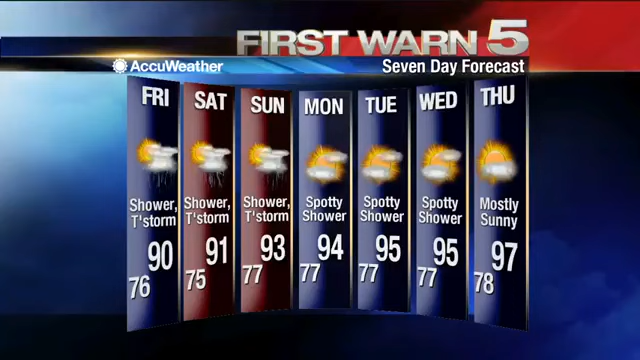 FIRST WARN 5
AccuWeather
Seven Day Forecast
FRI
Shower,
T'storm
90
76
SAT
Shower,
T'storm
91
75
SUN
Shower,
T'storm
93
77
MON
Spotty
Shower
94
77
TUE
Spotty
Shower
95
77
WED
Spotty
Shower
95
77
THU
Mostly
Sunny
97
78